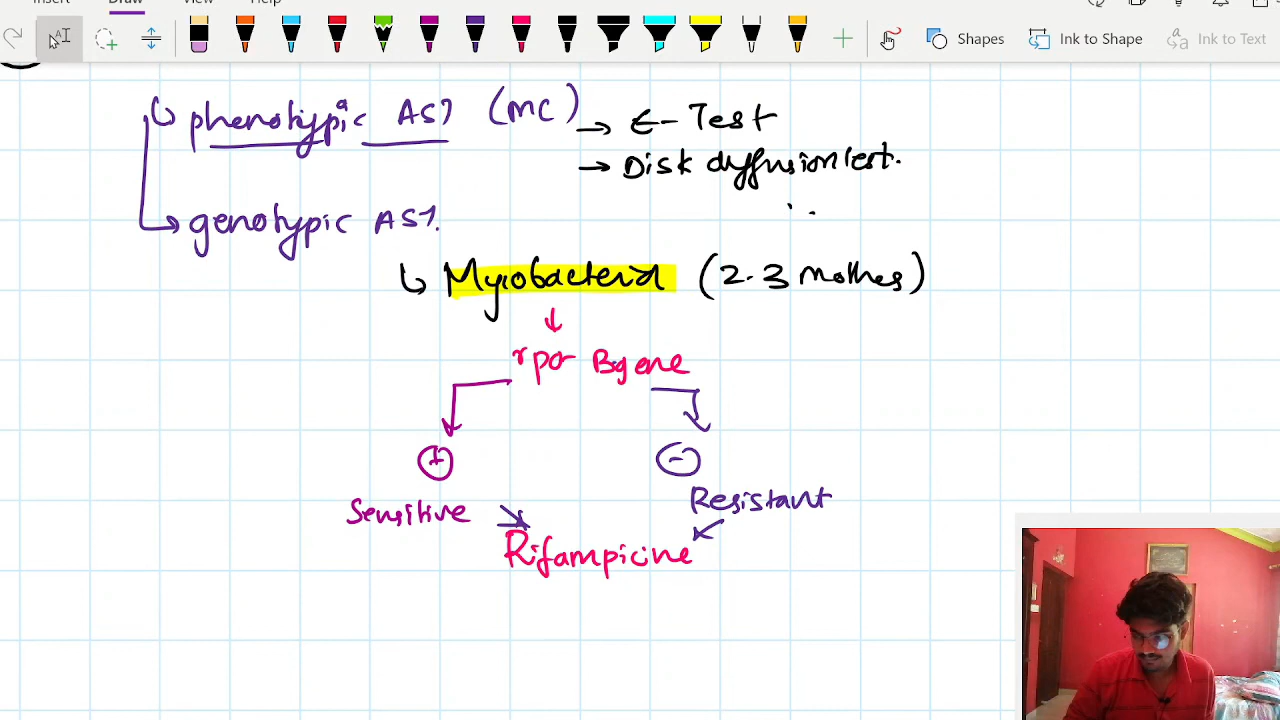 Insert Draw View Help
Shapes Ink to Shape Ink to Text
phenotypic AST (MC)
→ E-Test
→ Disk diffusion Test.
genotypic AST.
Mycobacteria (2-3 mothes)
↓
rpo B gene
+ -
Sensitive Resistant
Rifampicine